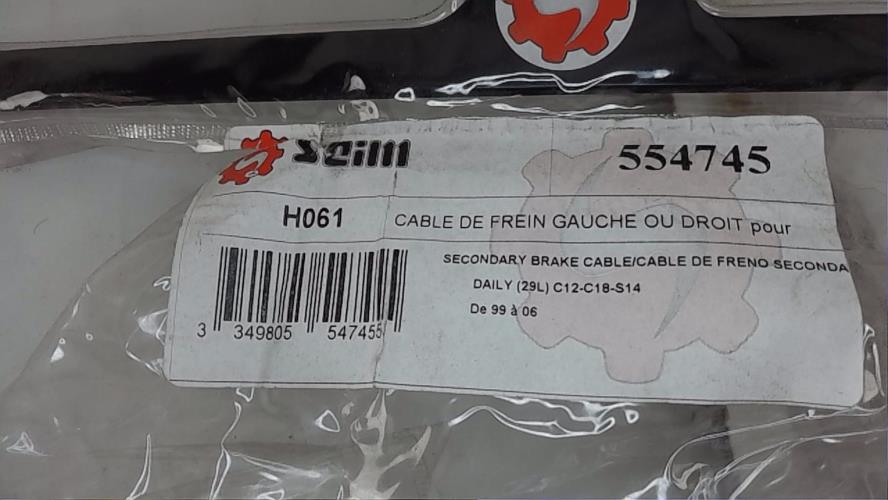 Seim
554745
H061
CABLE DE FREIN GAUCHE OU DROIT pour
SECONDARY BRAKE CABLE/CABLE DE FRENO SECONDA
DAILY (29L) C12-C18-S14
De 99 à 06
3 349805 547455